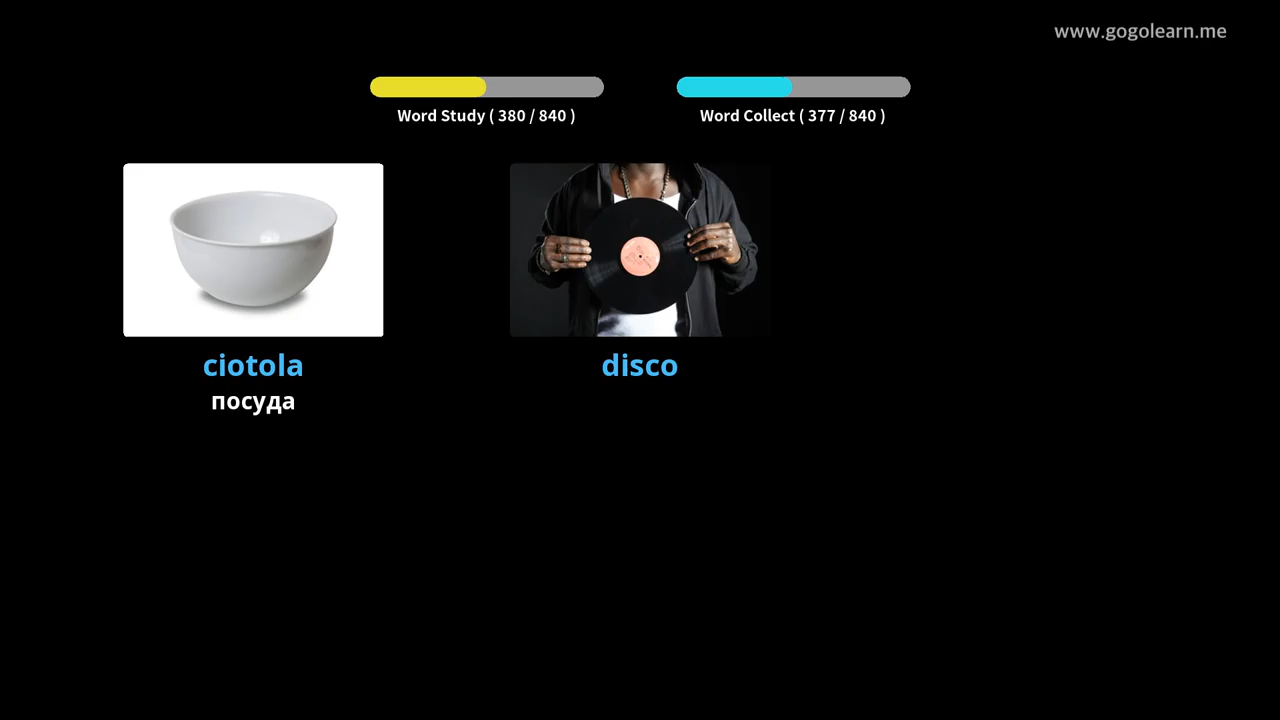 www.gogolearn.me
Word Study ( 380 / 840 )
Word Collect ( 377 / 840 )
ciotola
disco
посуда